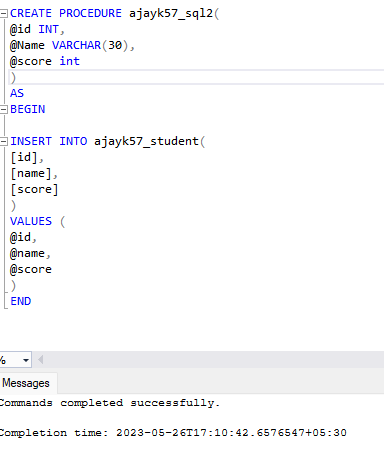 CREATE PROCEDURE ajayk57_sql2(
@id INT,
@Name VARCHAR(30),
@score int
)
AS
BEGIN
INSERT INTO ajayk57_student(
[id],
[name],
[score]
)
VALUES (
@id,
@name,
@score
)
END
%
Messages
Commands completed successfully.
Completion time: 2023-05-26T17:10:42.6576547+05:30